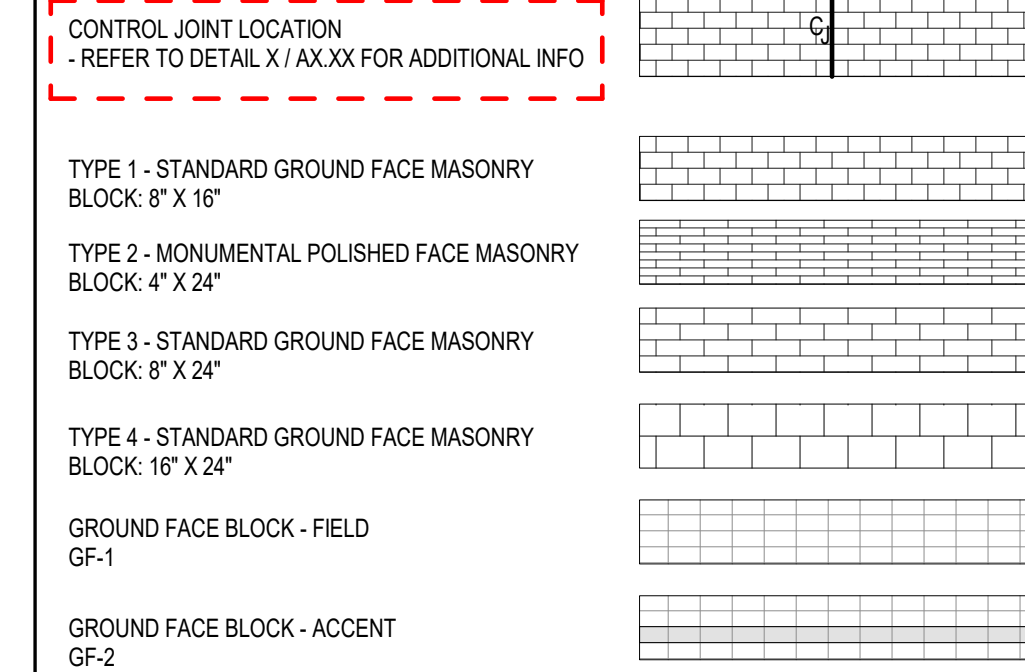 CONTROL JOINT LOCATION
- REFER TO DETAIL X / AX.XX FOR ADDITIONAL INFO
CJ
TYPE 1 - STANDARD GROUND FACE MASONRY
BLOCK: 8" X 16"
TYPE 2 - MONUMENTAL POLISHED FACE MASONRY
BLOCK: 4" X 24"
TYPE 3 - STANDARD GROUND FACE MASONRY
BLOCK: 8" X 24"
TYPE 4 - STANDARD GROUND FACE MASONRY
BLOCK: 16" X 24"
GROUND FACE BLOCK - FIELD
GF-1
GROUND FACE BLOCK - ACCENT
GF-2